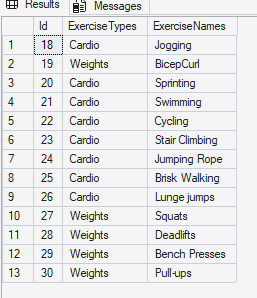 Results Messages
Id ExerciseTypes ExerciseNames
1 18 Cardio Jogging
2 19 Weights BicepCurl
3 20 Cardio Sprinting
4 21 Cardio Swimming
5 22 Cardio Cycling
6 23 Cardio Stair Climbing
7 24 Cardio Jumping Rope
8 25 Cardio Brisk Walking
9 26 Cardio Lunge jumps
10 27 Weights Squats
11 28 Weights Deadlifts
12 29 Weights Bench Presses
13 30 Weights Pull-ups